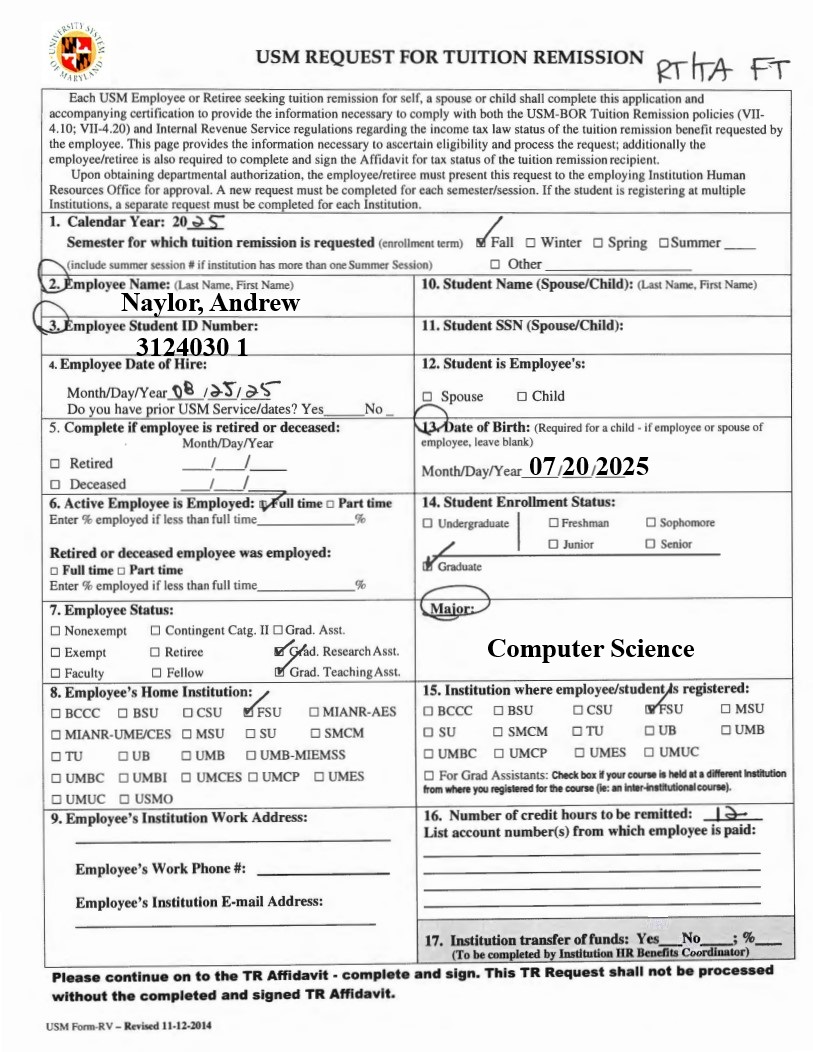 UNIVERSITY SYSTEM OF MARYLAND
USM REQUEST FOR TUITION REMISSION
FT
Each USM Employee or Retiree seeking tuition remission for self, a spouse or child shall complete this application and
accompanying certification to provide the information necessary to comply with both the USM-BOR Tuition Remission policies (VII-
4.10; VII-4.20) and Internal Revenue Service regulations regarding the income tax law status of the tuition remission benefit requested by
the employee. This page provides the information necessary to ascertain eligibility and process the request; additionally the
employee/retiree is also required to complete and sign the Affidavit for tax status of the tuition remission recipient.
Upon obtaining departmental authorization, the employee/retiree must present this request to the employing Institution Human
Resources Office for approval. A new request must be completed for each semester/session. If the student is registering at multiple
Institutions, a separate request must be completed for each Institution.
1. Calendar Year: 2025
Semester for which tuition remission is requested (enrollment term) ☑ Fall ☐ Winter ☐ Spring ☐ Summer ____
(include summer session # if institution has more than one Summer Session) ☐ Other ____
2. Employee Name: (Last Name, First Name)
Naylor, Andrew
3. Employee Student ID Number:
3124030 1
4. Employee Date of Hire:
Month/Day/Year 08/25/25
Do you have prior USM Service/dates? Yes____ No _
5. Complete if employee is retired or deceased:
Month/Day/Year
☐ Retired ___/___/___
☐ Deceased ___/___/___
6. Active Employee is Employed: ☑ Full time ☐ Part time
Enter % employed if less than full time____%
Retired or deceased employee was employed:
☐ Full time ☐ Part time
Enter % employed if less than full time____%
7. Employee Status:
☐ Nonexempt ☐ Contingent Catg. II ☐ Grad. Asst.
☐ Exempt ☐ Retiree ☑ Grad. Research Asst.
☐ Faculty ☐ Fellow ☑ Grad. Teaching Asst.
8. Employee's Home Institution:
☐ BCCC ☐ BSU ☐ CSU ☑ FSU ☐ MIANR-AES
☐ MIANR-UME/CES ☐ MSU ☐ SU ☐ SMCM
☐ TU ☐ UB ☐ UMB ☐ UMB-MIEMSS
☐ UMBC ☐ UMBI ☐ UMCES ☐ UMCP ☐ UMES
☐ UMUC ☐ USMO
9. Employee's Institution Work Address:
Employee's Work Phone #:
Employee's Institution E-mail Address:
10. Student Name (Spouse/Child): (Last Name, First Name)
11. Student SSN (Spouse/Child):
12. Student is Employee's:
☐ Spouse ☐ Child
13. Date of Birth: (Required for a child - if employee or spouse of
employee, leave blank)
Month/Day/Year 07/20/2025
14. Student Enrollment Status:
☐ Undergraduate ☐ Freshman ☐ Sophomore
☐ Junior ☐ Senior
☑ Graduate
Major:
Computer Science
15. Institution where employee/student is registered:
☐ BCCC ☐ BSU ☐ CSU ☑ FSU ☐ MSU
☐ SU ☐ SMCM ☐ TU ☐ UB ☐ UMB
☐ UMBC ☐ UMCP ☐ UMES ☐ UMUC
☐ For Grad Assistants: Check box if your course is held at a different institution
from where you registered for the course (ie: an inter-institutional course).
16. Number of credit hours to be remitted: 12
List account number(s) from which employee is paid:
17. Institution transfer of funds: Yes___No____; %____
(To be completed by Institution HR Benefits Coordinator)
Please continue on to the TR Affidavit - complete and sign. This TR Request shall not be processed
without the completed and signed TR Affidavit.
USM Form-RV – Revised 11-12-2014